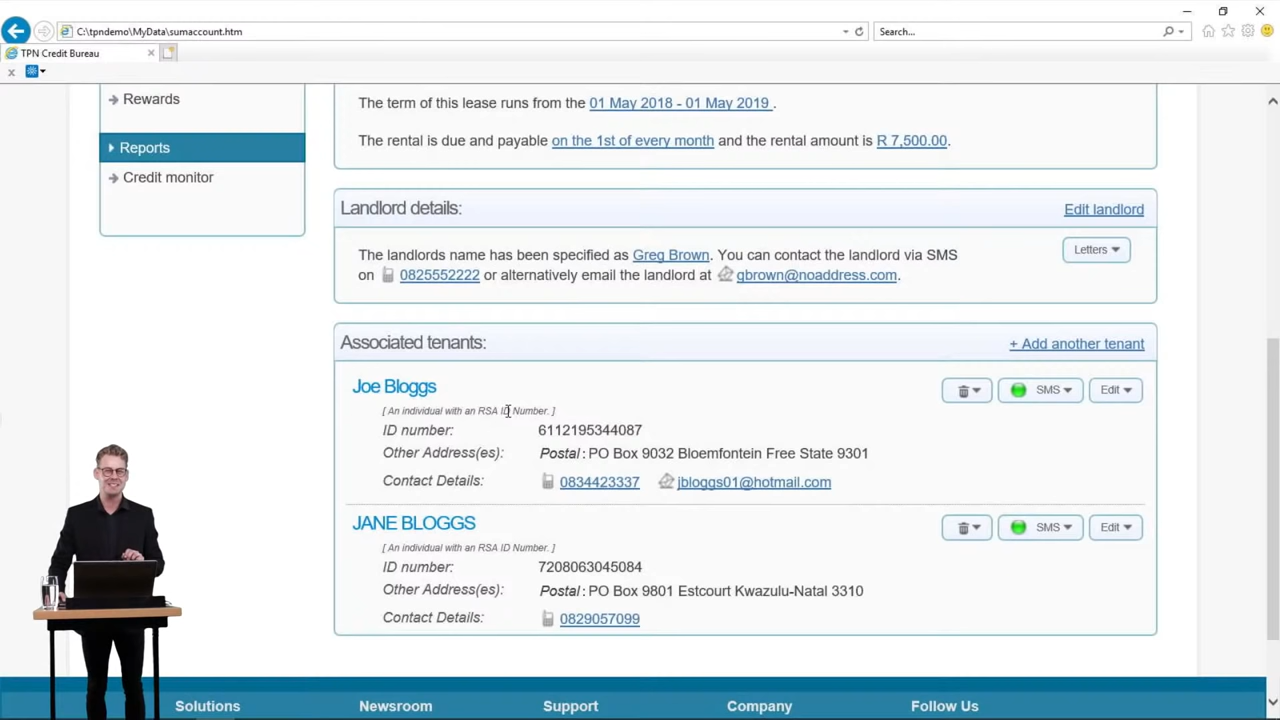 C:\tpndemo\MyData\sumaccount.htm
Search...
TPN Credit Bureau
Rewards
Reports
Credit monitor
The term of this lease runs from the 01 May 2018 - 01 May 2019 .
The rental is due and payable on the 1st of every month and the rental amount is R 7,500.00.
Landlord details:
Edit landlord
The landlords name has been specified as Greg Brown. You can contact the landlord via SMS
on 0825552222 or alternatively email the landlord at gbrown@noaddress.com.
Letters
Associated tenants:
+ Add another tenant
Joe Bloggs
SMS
Edit
[ An individual with an RSA ID Number. ]
ID number: 6112195344087
Other Address(es): Postal : PO Box 9032 Bloemfontein Free State 9301
Contact Details: 0834423337 jbloggs01@hotmail.com
JANE BLOGGS
SMS
Edit
[ An individual with an RSA ID Number. ]
ID number: 7208063045084
Other Address(es): Postal : PO Box 9801 Estcourt Kwazulu-Natal 3310
Contact Details: 0829057099
Solutions
Newsroom
Support
Company
Follow Us